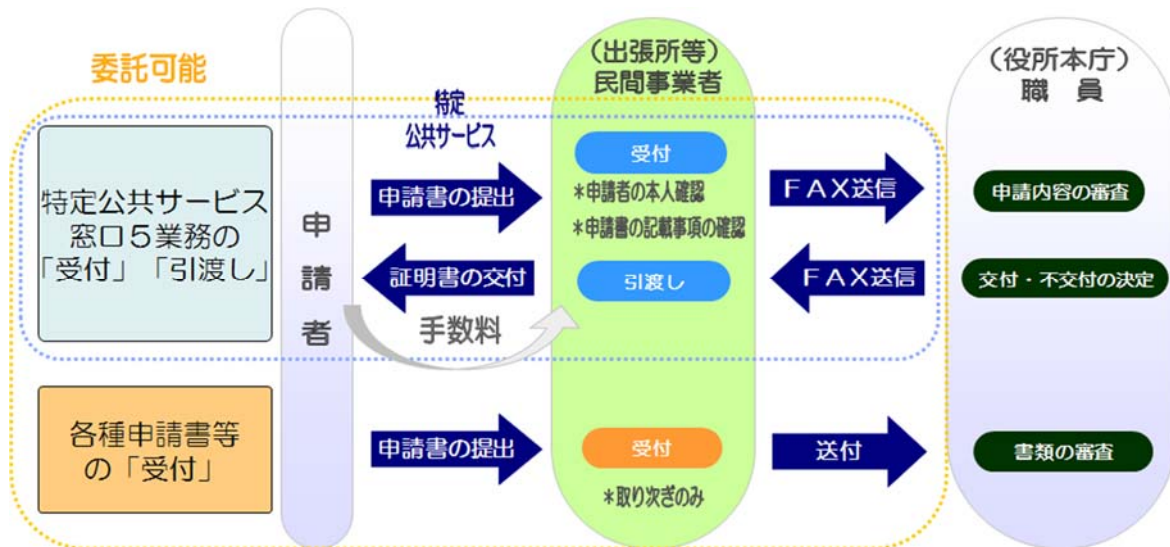 委託可能
特定公共サービス
窓口５業務の
「受付」「引渡し」
各種申請書等
の「受付」
申請者
特定
公共サービス
申請書の提出
証明書の交付
手数料
申請書の提出
（出張所等）
民間事業者
受付
＊申請者の本人確認
＊申請書の記載事項の確認
引渡し
受付
＊取り次ぎのみ
ＦＡＸ送信
ＦＡＸ送信
送付
（役所本庁）
職　員
申請内容の審査
交付・不交付の決定
書類の審査